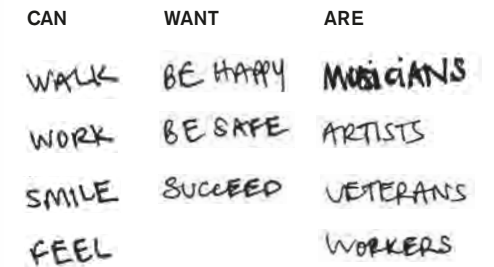 CAN WANT ARE
WALK BE HAPPY MUSICIANS
WORK BE SAFE ARTISTS
SMILE SUCCEED VETERANS
FEEL WORKERS